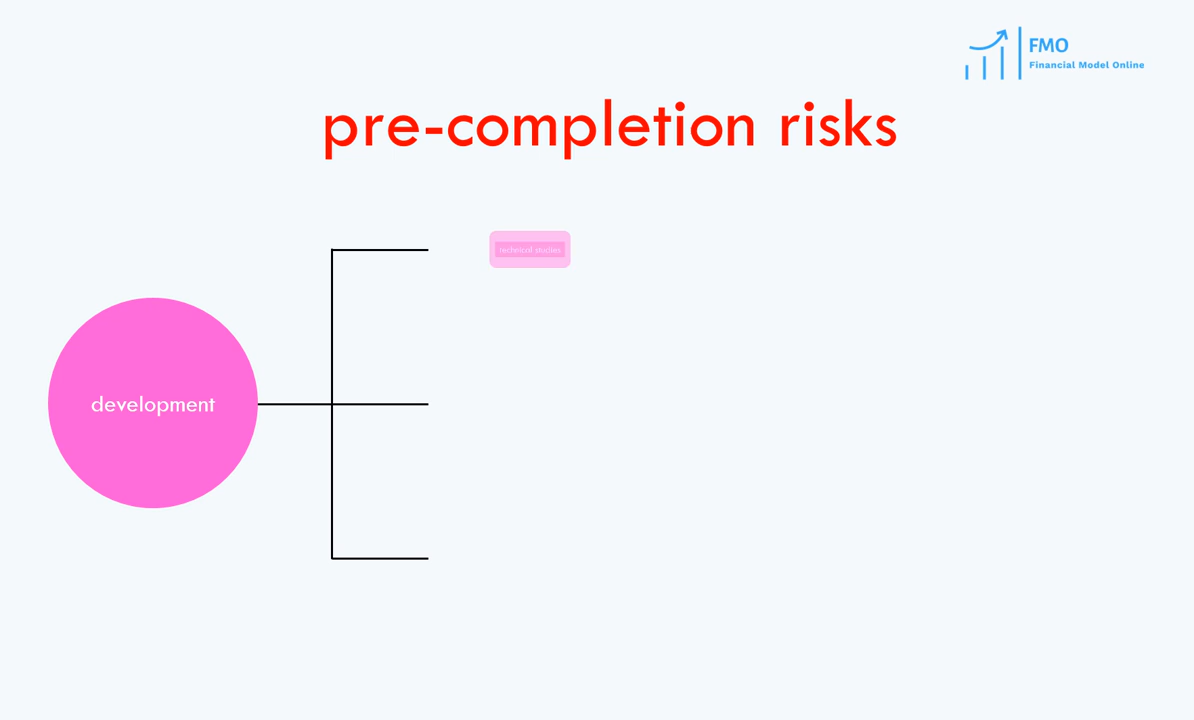 FMO
Financial Model Online
pre-completion risks
technical studies
development